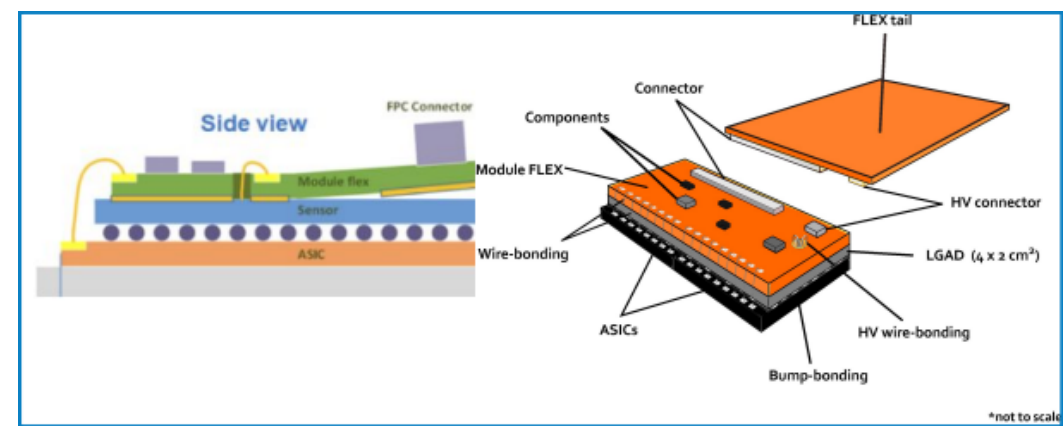 Side view
FPC Connector
Module flex
Sensor
ASIC
FLEX tail
Connector
Components
Module FLEX
HV connector
Wire-bonding
LGAD (4 x 2 cm²)
ASICs
HV wire-bonding
Bump-bonding
*not to scale